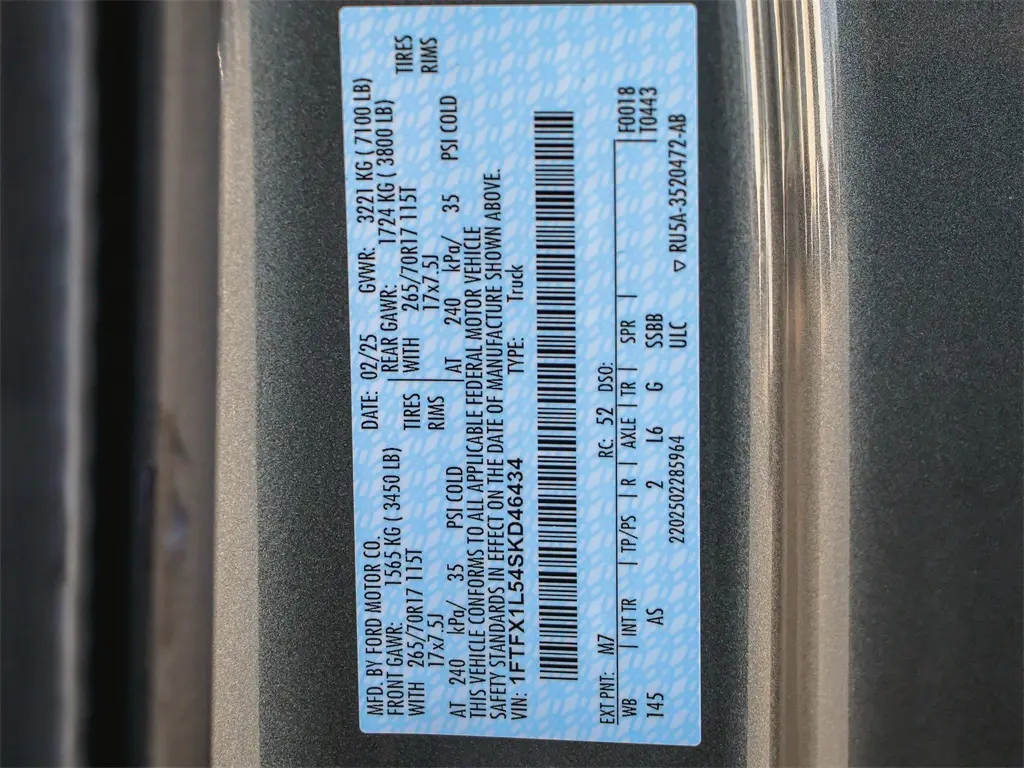 MFD. BY FORD MOTOR CO. DATE: 02/25 GVWR: 3221 KG ( 7100 LB)
FRONT GAWR: 1565 KG ( 3450 LB) REAR GAWR: 1724 KG ( 3800 LB)
WITH 265/70R17 115T TIRES WITH 265/70R17 115T TIRES
17x7.5J RIMS 17x7.5J RIMS
AT 240 kPa/ 35 PSI COLD AT 240 kPa/ 35 PSI COLD
THIS VEHICLE CONFORMS TO ALL APPLICABLE FEDERAL MOTOR VEHICLE
SAFETY STANDARDS IN EFFECT ON THE DATE OF MANUFACTURE SHOWN ABOVE.
VIN: 1FTFX1L54SKD46434 TYPE: Truck
EXT PNT: M7 RC: 52 DSO: F0018
WB INT TR TP/PS R AXLE TR SPR T0443
145 AS 2 L6 G SSBB
2202502285964 ULC ▽ RU5A-3520472-AB